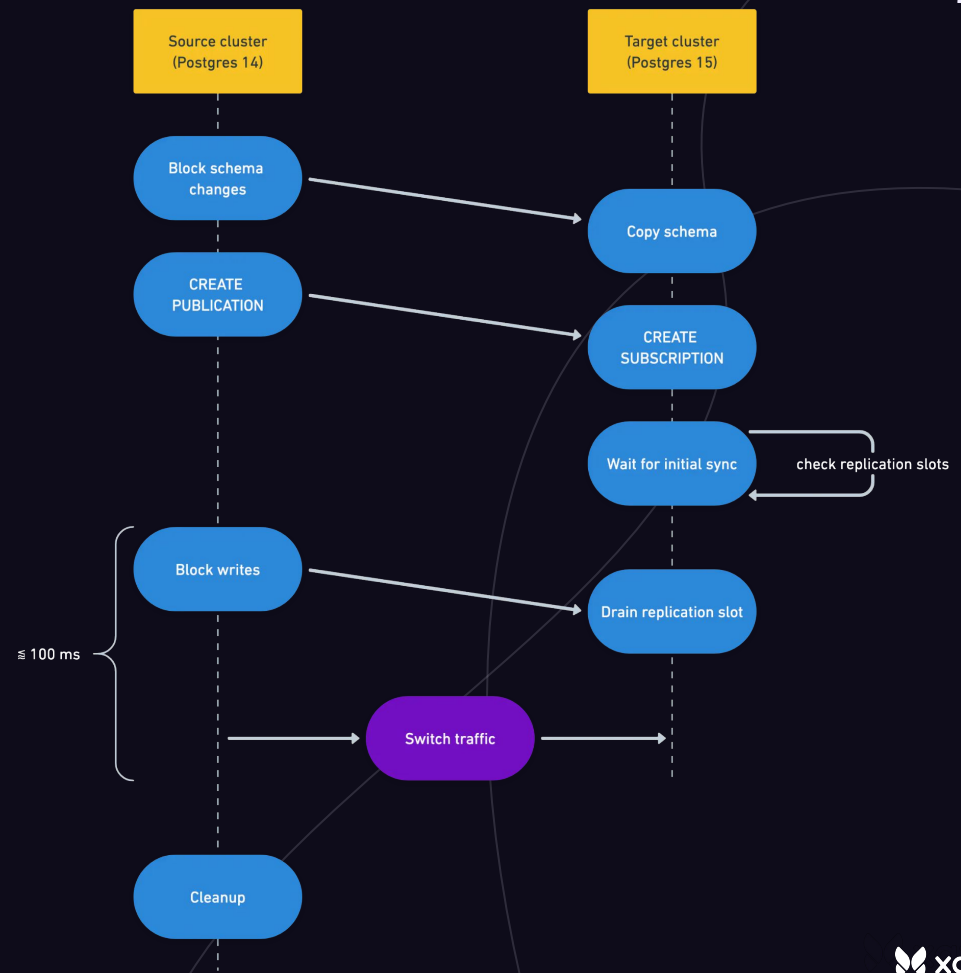 Source cluster
(Postgres 14)
Target cluster
(Postgres 15)
Block schema
changes
Copy schema
CREATE
PUBLICATION
CREATE
SUBSCRIPTION
Wait for initial sync
check replication slots
Block writes
Drain replication slot
≦ 100 ms
Switch traffic
Cleanup